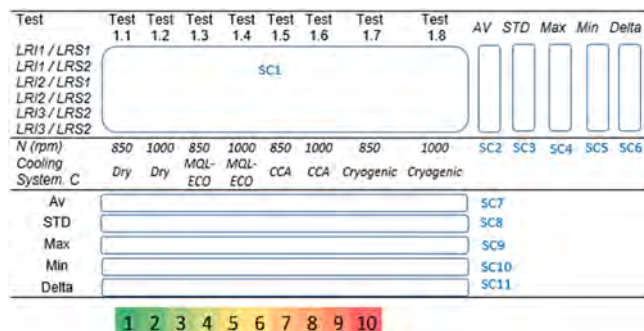 Test Test 1.1 Test 1.2 Test 1.3 Test 1.4 Test 1.5 Test 1.6 Test 1.7 Test 1.8 AV STD Max Min Delta
LRI1 / LRS1
LRI1 / LRS2 SC1
LRI2 / LRS1
LRI2 / LRS2
LRI3 / LRS2
LRI3 / LRS2
N (rpm) 850 1000 850 1000 850 1000 850 1000 SC2 SC3 SC4 SC5 SC6
Cooling System. C Dry Dry MQL-ECO MQL-ECO CCA CCA Cryogenic Cryogenic
Av SC7
STD SC8
Max SC9
Min SC10
Delta SC11
1 2 3 4 5 6 7 8 9 10